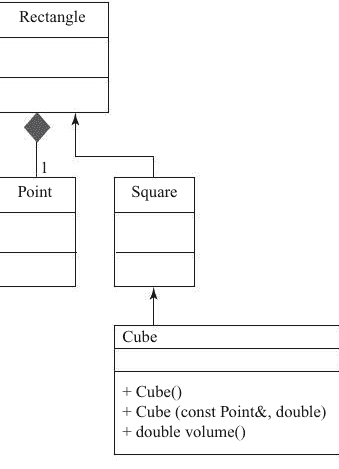 Rectangle
1
Point
Square
Cube
+ Cube()
+ Cube (const Point&, double)
+ double volume()